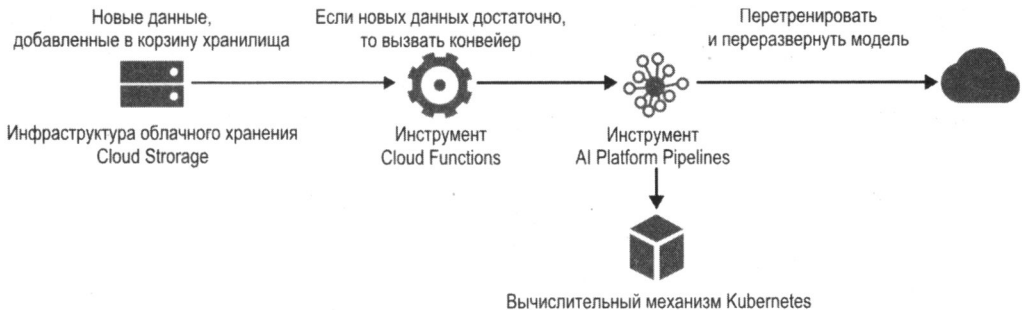 Новые данные,
добавленные в корзину хранилища
Если новых данных достаточно,
то вызвать конвейер
Перетренировать
и переразвернуть модель
Инфраструктура облачного хранения
Cloud Strorage
Инструмент
Cloud Functions
Инструмент
AI Platform Pipelines
Вычислительный механизм Kubernetes